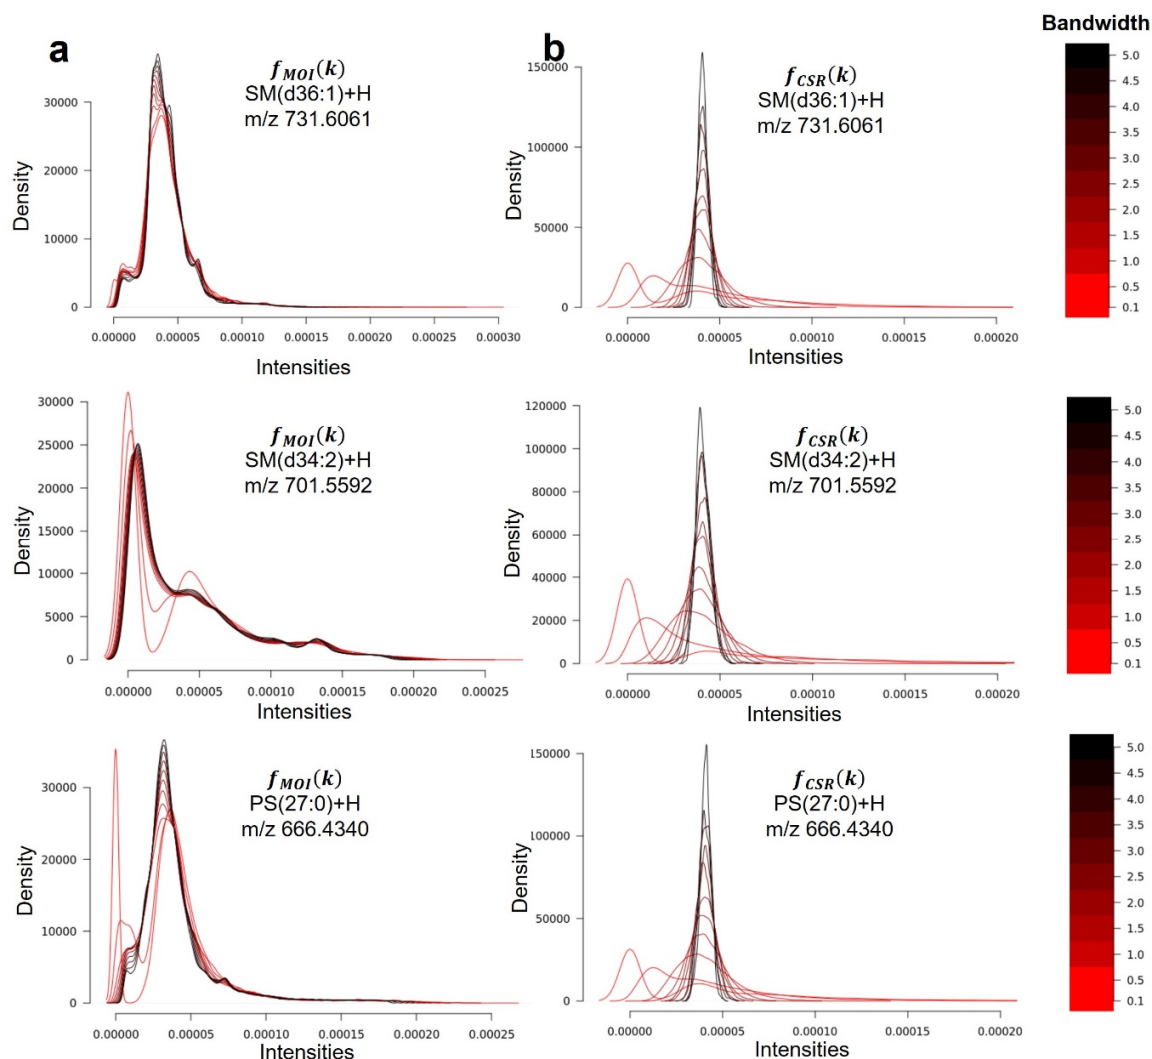 a
b
Bandwidth
f_MOI(k)
SM(d36:1)+H
m/z 731.6061
Density
30000
20000
10000
0
0.00000 0.00005 0.00010 0.00015 0.00020 0.00025 0.00030
Intensities
f_CSR(k)
SM(d36:1)+H
m/z 731.6061
Density
150000
100000
50000
0
0.00000 0.00005 0.00010 0.00015 0.00020
Intensities
5.0
4.5
4.0
3.5
3.0
2.5
2.0
1.5
1.0
0.5
0.1
f_MOI(k)
SM(d34:2)+H
m/z 701.5592
Density
30000
25000
20000
15000
10000
5000
0
0.00000 0.00005 0.00010 0.00015 0.00020 0.00025
Intensities
f_CSR(k)
SM(d34:2)+H
m/z 701.5592
Density
120000
100000
80000
60000
40000
20000
0
0.00000 0.00005 0.00010 0.00015 0.00020
Intensities
5.0
4.5
4.0
3.5
3.0
2.5
2.0
1.5
1.0
0.5
0.1
f_MOI(k)
PS(27:0)+H
m/z 666.4340
Density
30000
20000
10000
0
0.00000 0.00005 0.00010 0.00015 0.00020 0.00025
Intensities
f_CSR(k)
PS(27:0)+H
m/z 666.4340
Density
150000
100000
50000
0
0.00000 0.00005 0.00010 0.00015 0.00020
Intensities
5.0
4.5
4.0
3.5
3.0
2.5
2.0
1.5
1.0
0.5
0.1